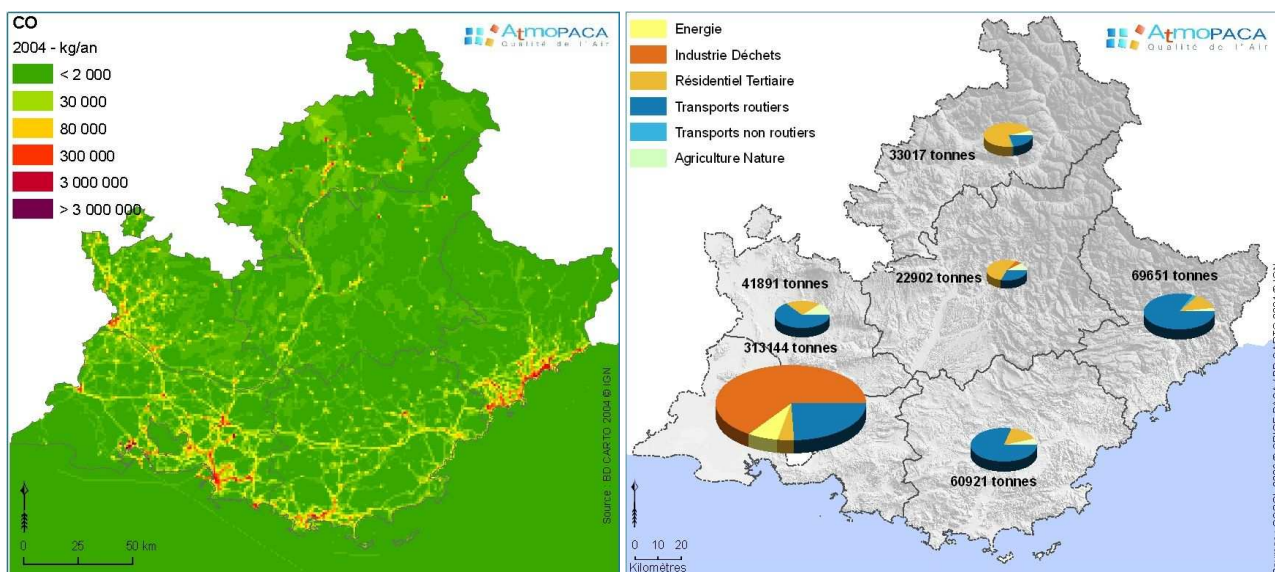 CO
2004 - kg/an
< 2 000
30 000
80 000
300 000
3 000 000
> 3 000 000
AtmoPACA
Qualité de l'Air
Source : BD CARTO 2004 © IGN
0 25 50 km
Energie
Industrie Déchets
Résidentiel Tertiaire
Transports routiers
Transports non routiers
Agriculture Nature
AtmoPACA
Qualité de l'Air
33017 tonnes
22902 tonnes
69651 tonnes
41891 tonnes
313144 tonnes
60921 tonnes
0 10 20
Kilométres